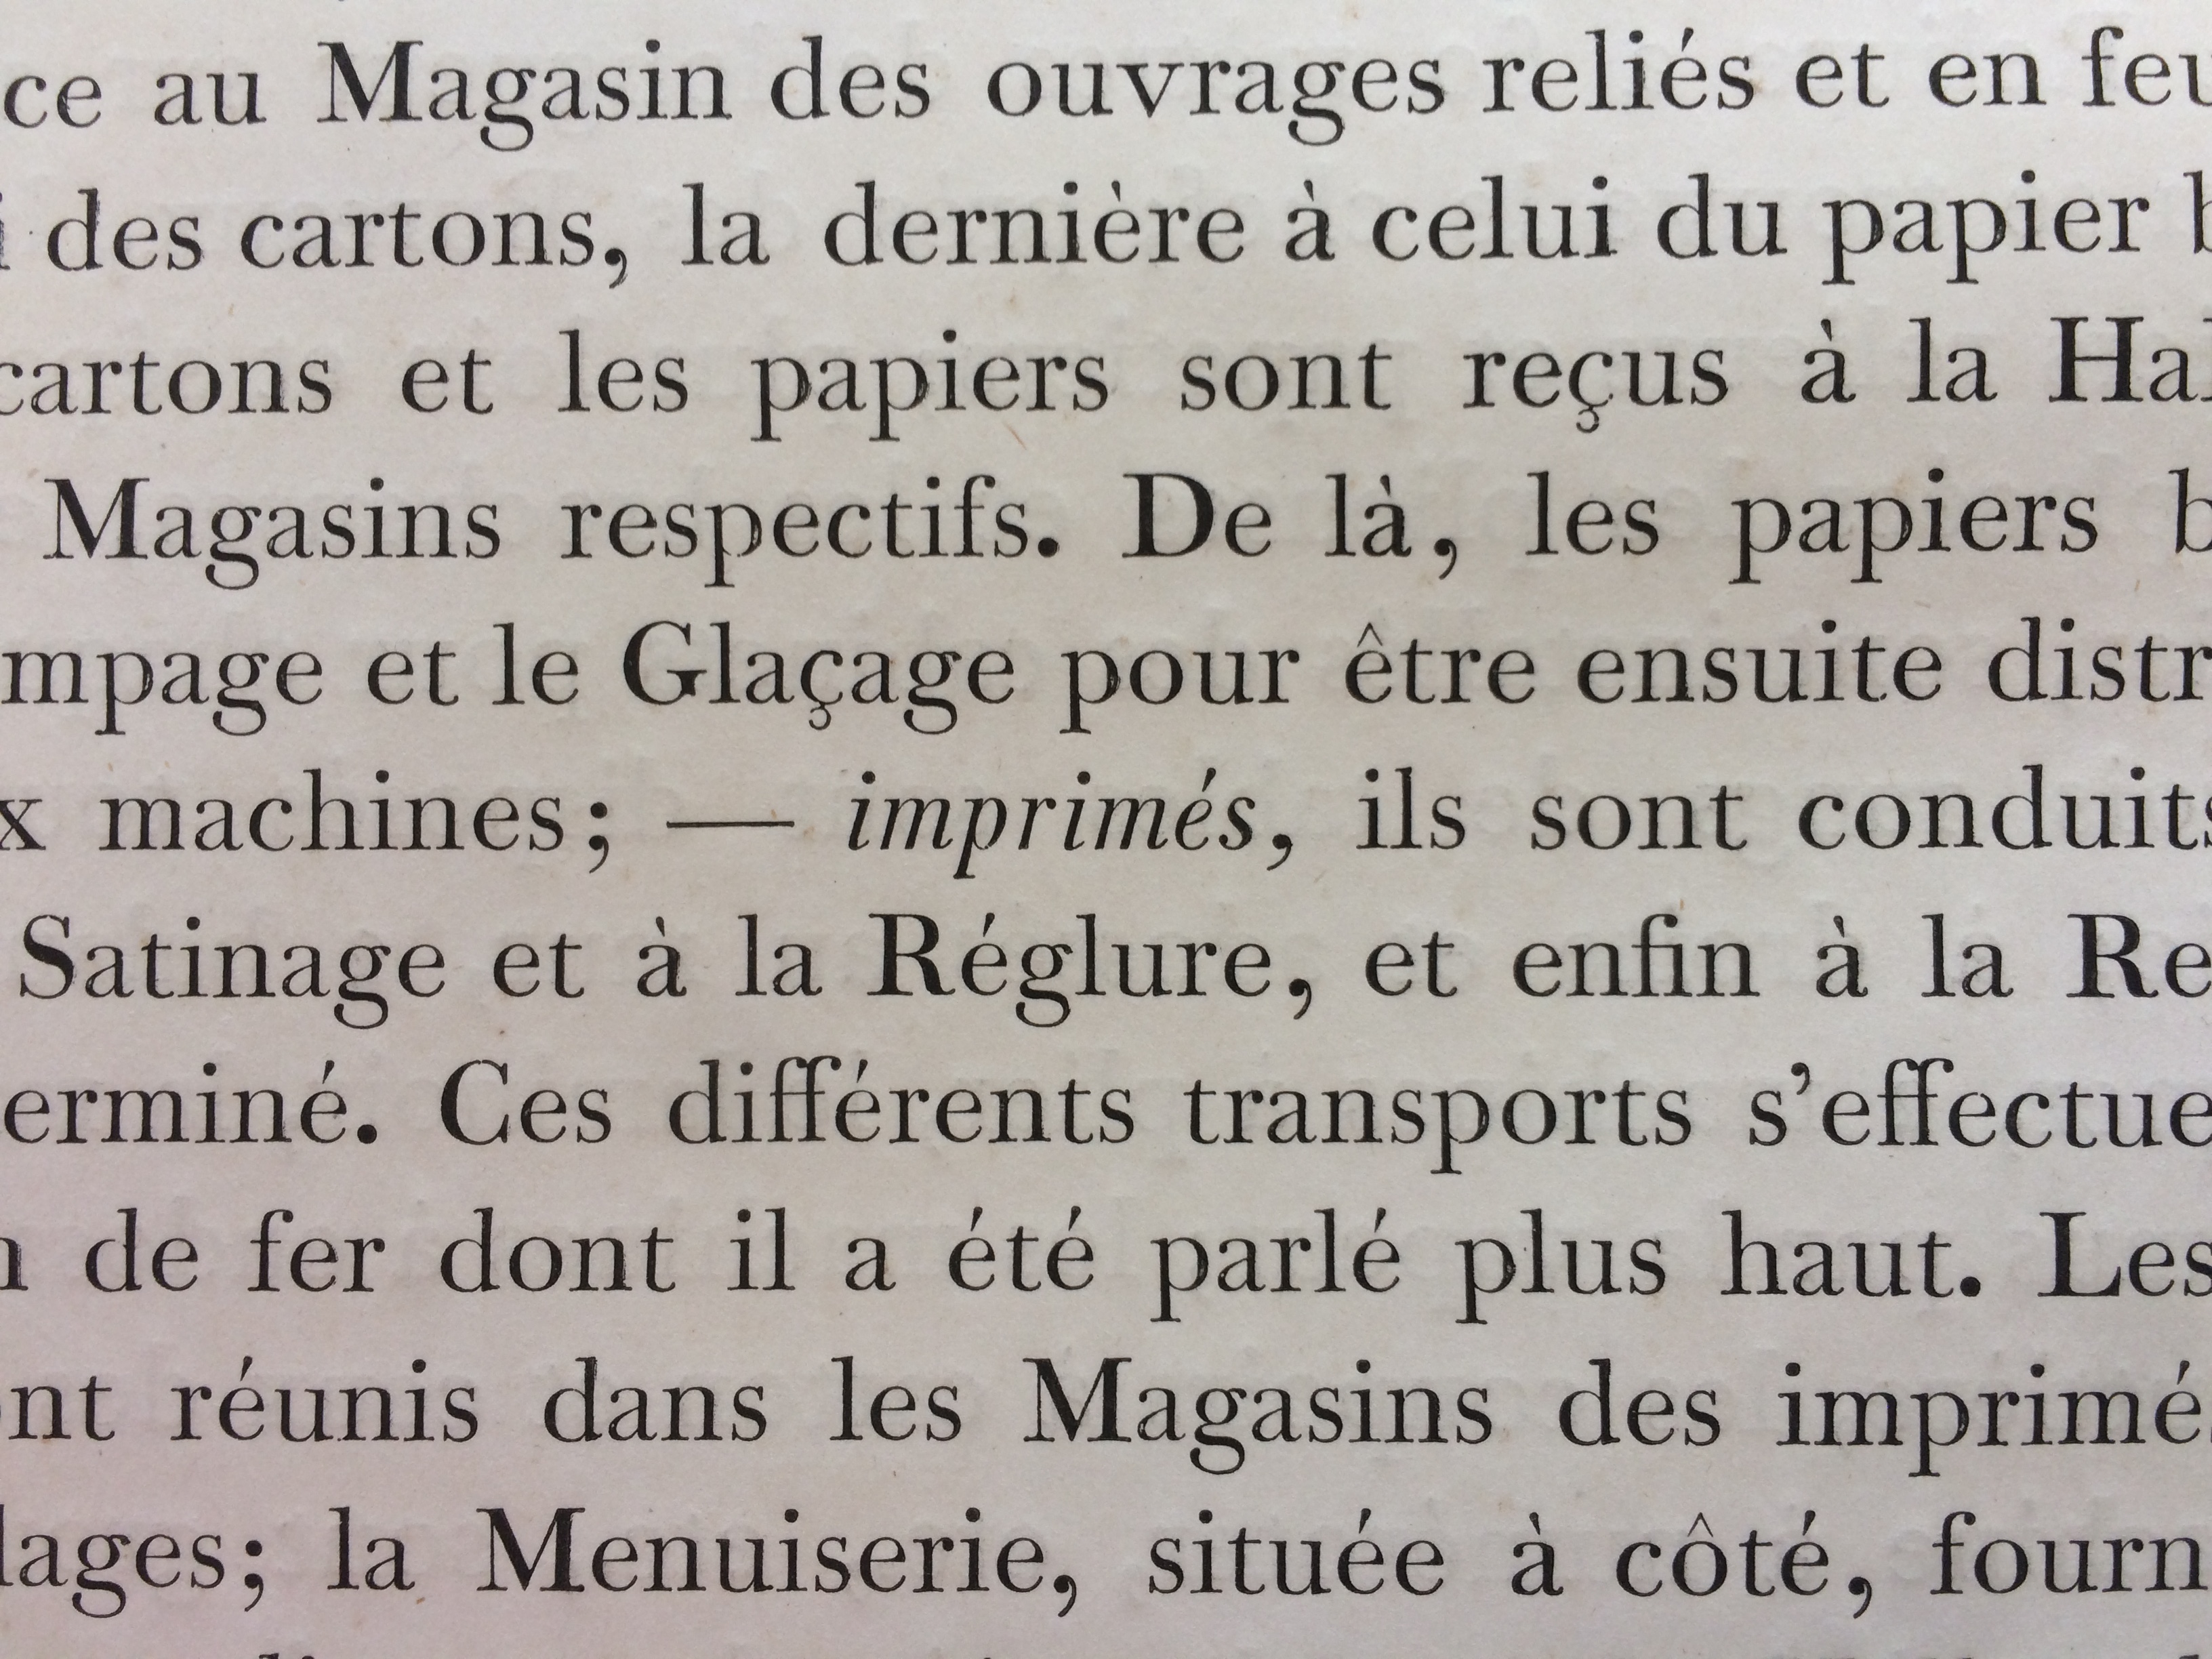 ce au Magasin des ouvrages reliés et en feu
des cartons, la dernière à celui du papier b
cartons et les papiers sont reçus à la Hal
Magasins respectifs. De là, les papiers b
mpage et le Glaçage pour être ensuite distr
x machines; — imprimés, ils sont conduits
Satinage et à la Réglure, et enfin à la Re
erminé. Ces différents transports s'effectue
n de fer dont il a été parlé plus haut. Les
nt réunis dans les Magasins des imprimés
lages; la Menuiserie, située à côté, fourn